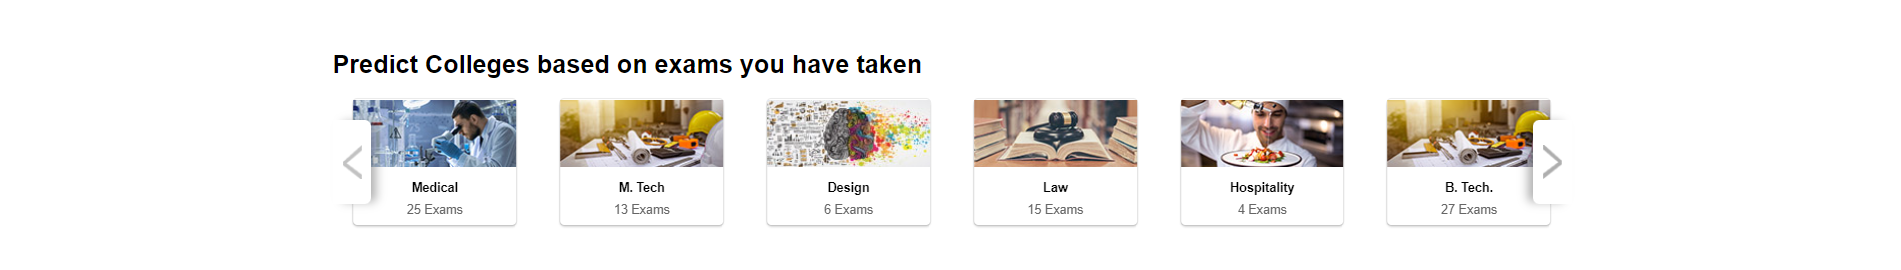 Predict Colleges based on exams you have taken
Medical
25 Exams
M. Tech
13 Exams
Design
6 Exams
Law
15 Exams
Hospitality
4 Exams
B. Tech.
27 Exams